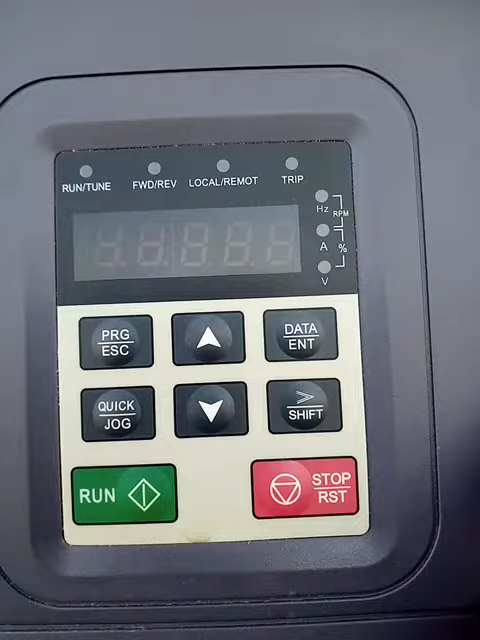 RUN/TUNE FWD/REV LOCAL/REMOT TRIP
Hz
RPM
A
%
V
PRG
ESC
DATA
ENT
QUICK
JOG
>
SHIFT
RUN
STOP
RST